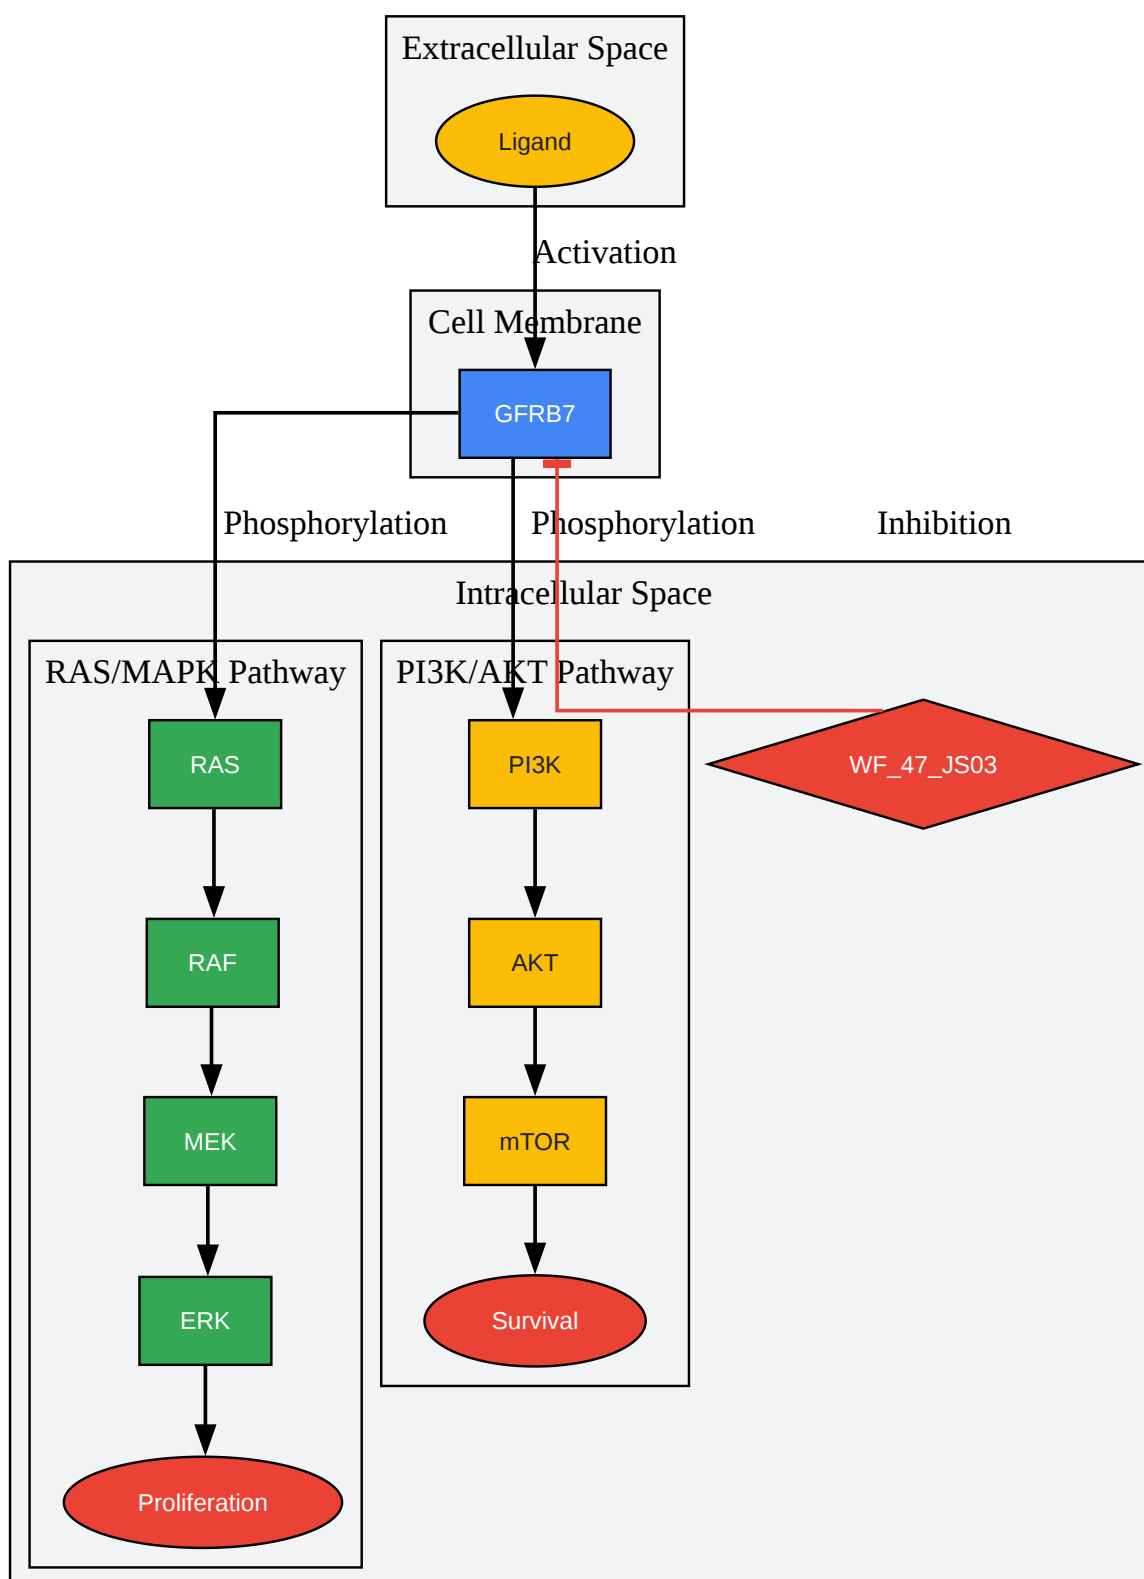 Extracellular Space
Ligand
Activation
Cell Membrane
GFRB7
Phosphorylation
Phosphorylation
Inhibition
Intracellular Space
RAS/MAPK Pathway
PI3K/AKT Pathway
RAS
PI3K
WF_47_JS03
RAF
AKT
MEK
mTOR
ERK
Survival
Proliferation